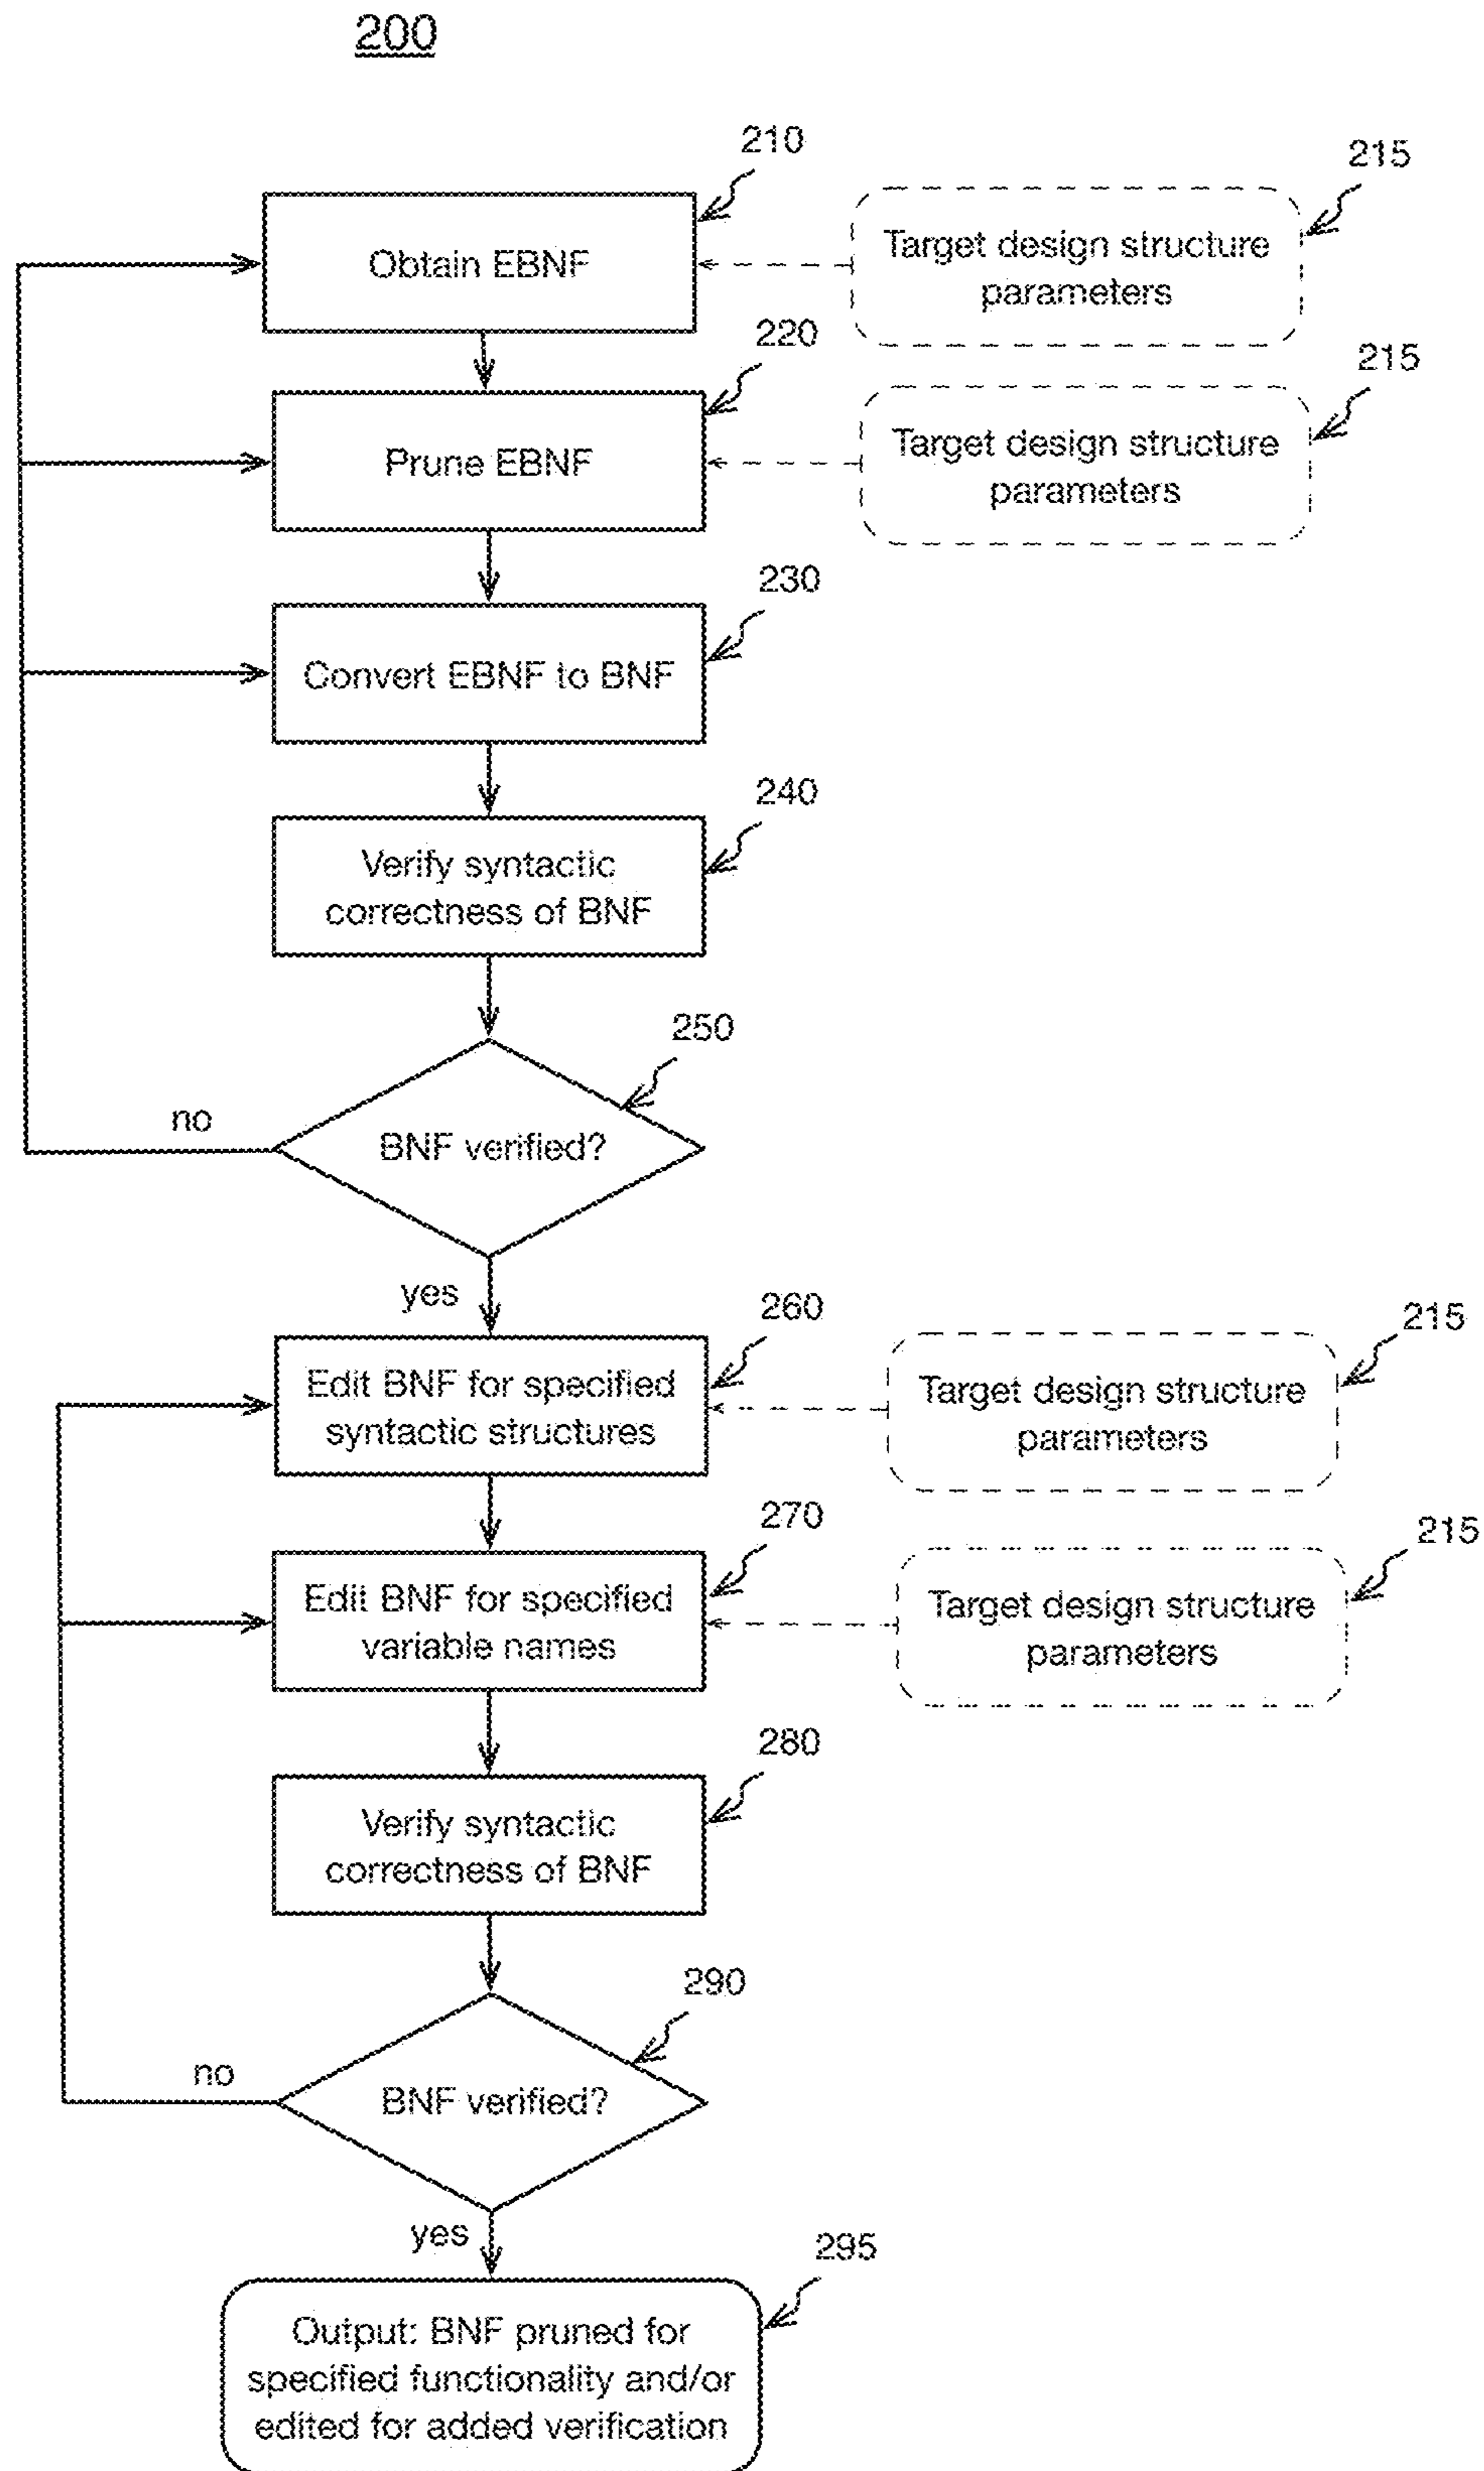 200
210
215
Obtain EBNF
Target design structure
parameters
220
215
Prune EBNF
Target design structure
parameters
230
Convert EBNF to BNF
240
Verify syntactic
correctness of BNF
250
no
BNF verified?
yes
260
215
Edit BNF for specified
syntactic structures
Target design structure
parameters
270
215
Edit BNF for specified
variable names
Target design structure
parameters
280
Verify syntactic
correctness of BNF
290
no
BNF verified?
yes
295
Output: BNF pruned for
specified functionality and/or
edited for added verification